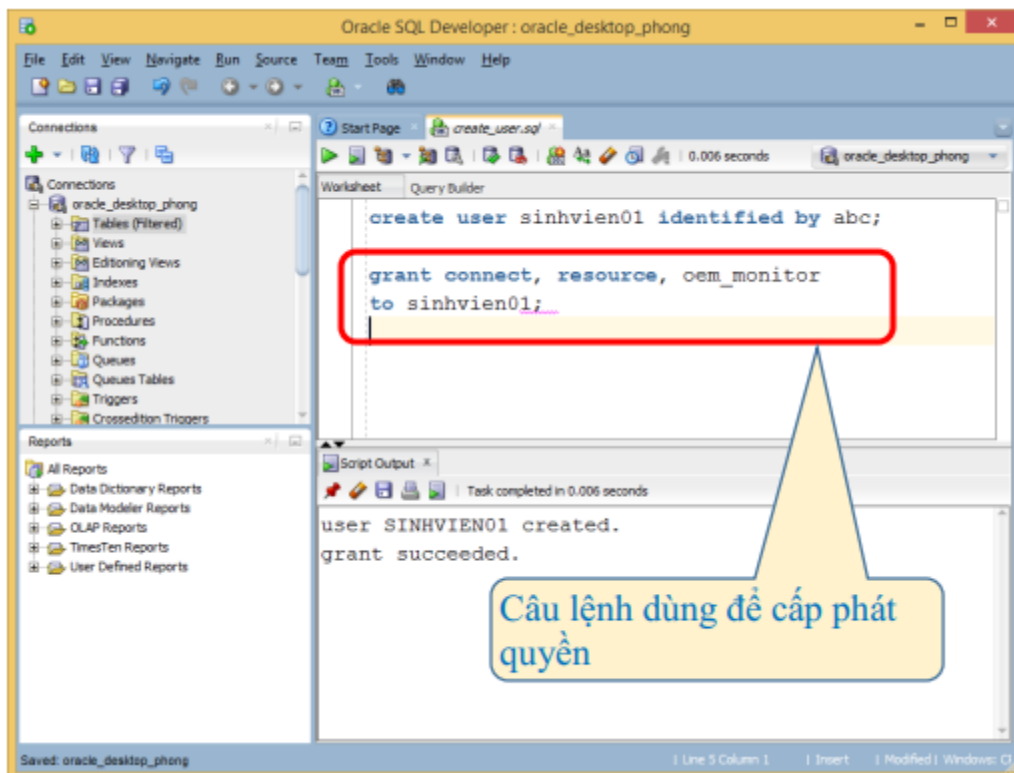 Oracle SQL Developer : oracle_desktop_phong
File Edit View Navigate Run Source Team Tools Window Help
Connections
Start Page
create_user.sql
0.006 seconds
oracle_desktop_phong
Worksheet
Query Builder
Connections
oracle_desktop_phong
Tables (Filtered)
Views
Editioning Views
Indexes
Packages
Procedures
Functions
Queues
Queues Tables
Triggers
Crossedition Triggers
create user sinhvien01 identified by abc;
grant connect, resource, oem_monitor
to sinhvien01;
Reports
All Reports
Data Dictionary Reports
Data Modeler Reports
OLAP Reports
TimesTen Reports
User Defined Reports
Script Output
Task completed in 0.006 seconds
user SINHVIEN01 created.
grant succeeded.
Câu lệnh dùng để cấp phát
quyền
Saved: oracle_desktop_phong
Line 5 Column 1
Insert
Modified
Windows: